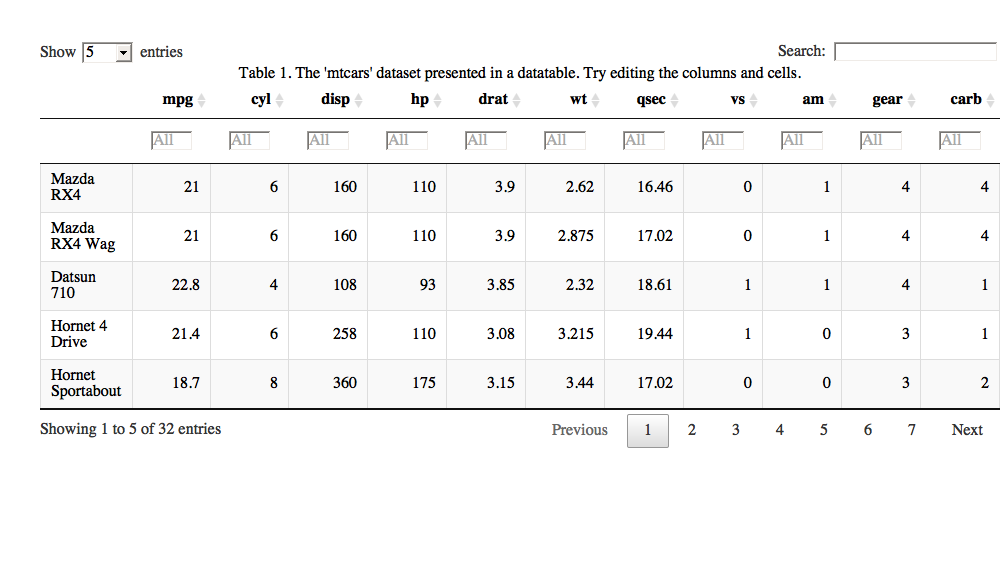 Show 5 entries Search:
Table 1. The 'mtcars' dataset presented in a datatable. Try editing the columns and cells.
mpg cyl disp hp drat wt qsec vs am gear carb
All All All All All All All All All All All
Mazda
RX4 21 6 160 110 3.9 2.62 16.46 0 1 4 4
Mazda
RX4 Wag 21 6 160 110 3.9 2.875 17.02 0 1 4 4
Datsun
710 22.8 4 108 93 3.85 2.32 18.61 1 1 4 1
Hornet 4
Drive 21.4 6 258 110 3.08 3.215 19.44 1 0 3 1
Hornet
Sportabout 18.7 8 360 175 3.15 3.44 17.02 0 0 3 2
Showing 1 to 5 of 32 entries Previous 1 2 3 4 5 6 7 Next